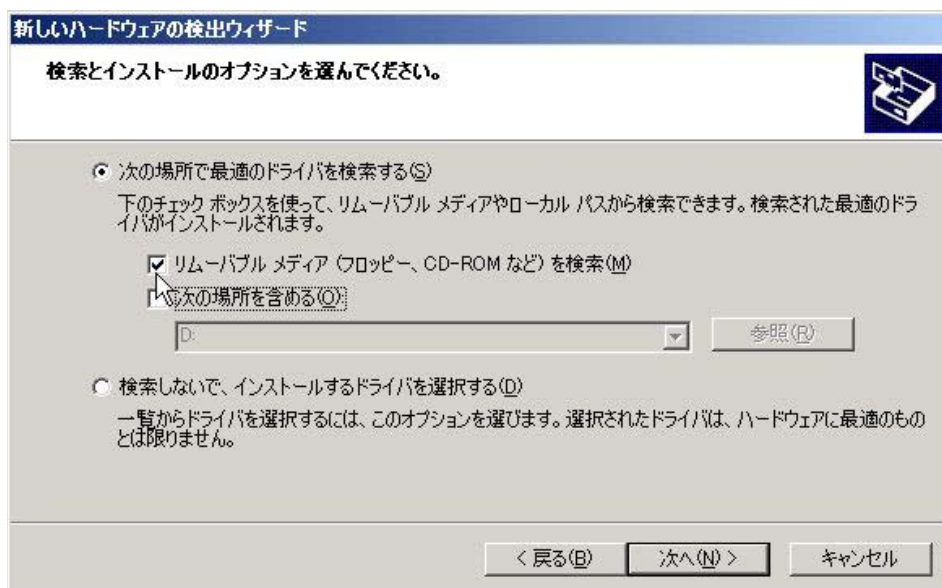 新しいハードウェアの検出ウィザード
検索とインストールのオプションを選んでください。
次の場所で最適のドライバを検索する(S)
下のチェック ボックスを使って、リムーバブル メディアやローカル パスから検索できます。検索された最適のドラ
イバがインストールされます。
リムーバブル メディア (フロッピー、CD-ROM など) を検索(M)
次の場所を含める(O)
D:
参照(R)
検索しないで、インストールするドライバを選択する(D)
一覧からドライバを選択するには、このオプションを選びます。選択されたドライバは、ハードウェアに最適のもの
とは限りません。
< 戻る(B)
次へ(N) >
キャンセル